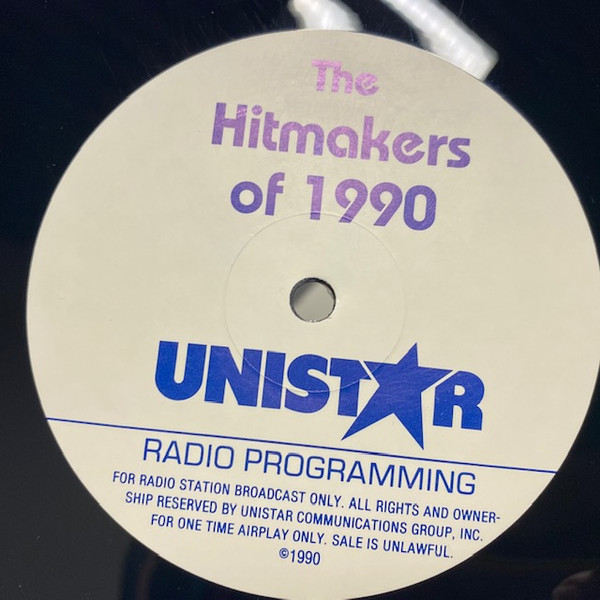 The
Hitmakers
of 1990
UNISTAR
RADIO PROGRAMMING
FOR RADIO STATION BROADCAST ONLY. ALL RIGHTS AND OWNER-
SHIP RESERVED BY UNISTAR COMMUNICATIONS GROUP, INC.
FOR ONE TIME AIRPLAY ONLY. SALE IS UNLAWFUL.
©1990